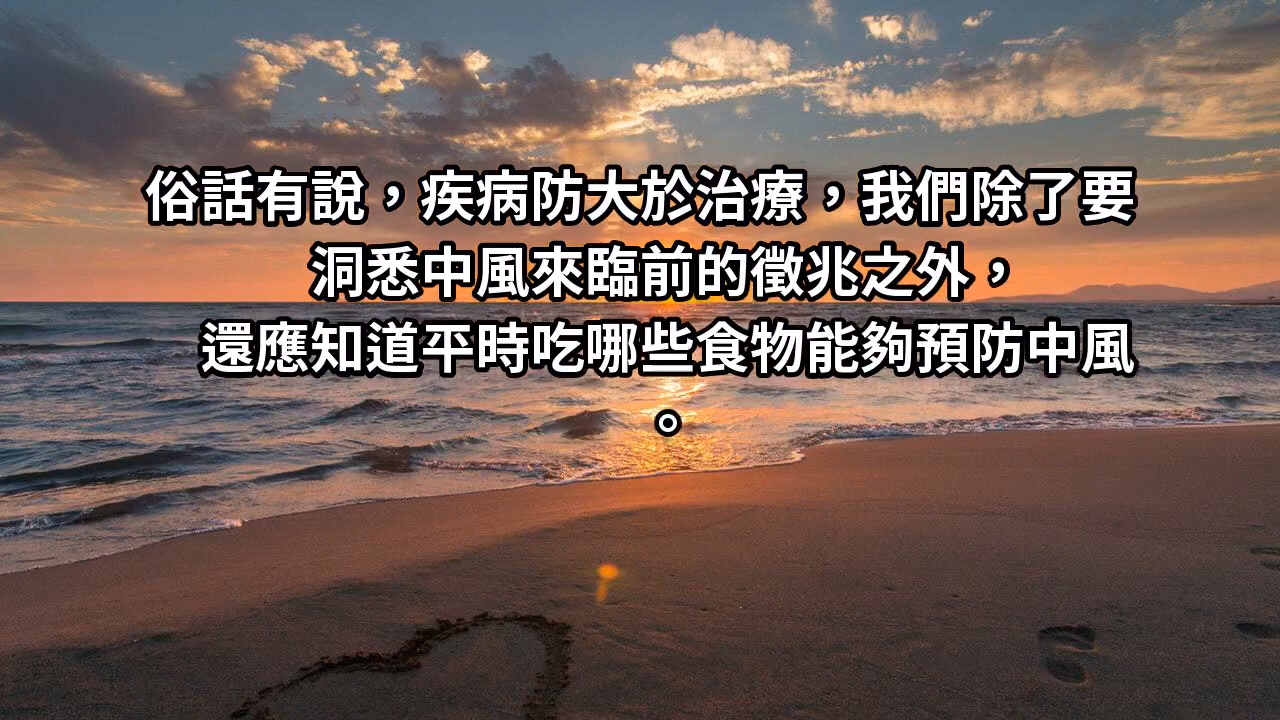 俗話有說，疾病防大於治療，我們除了要
洞悉中風來臨前的徵兆之外，
還應知道平時吃哪些食物能夠預防中風
。